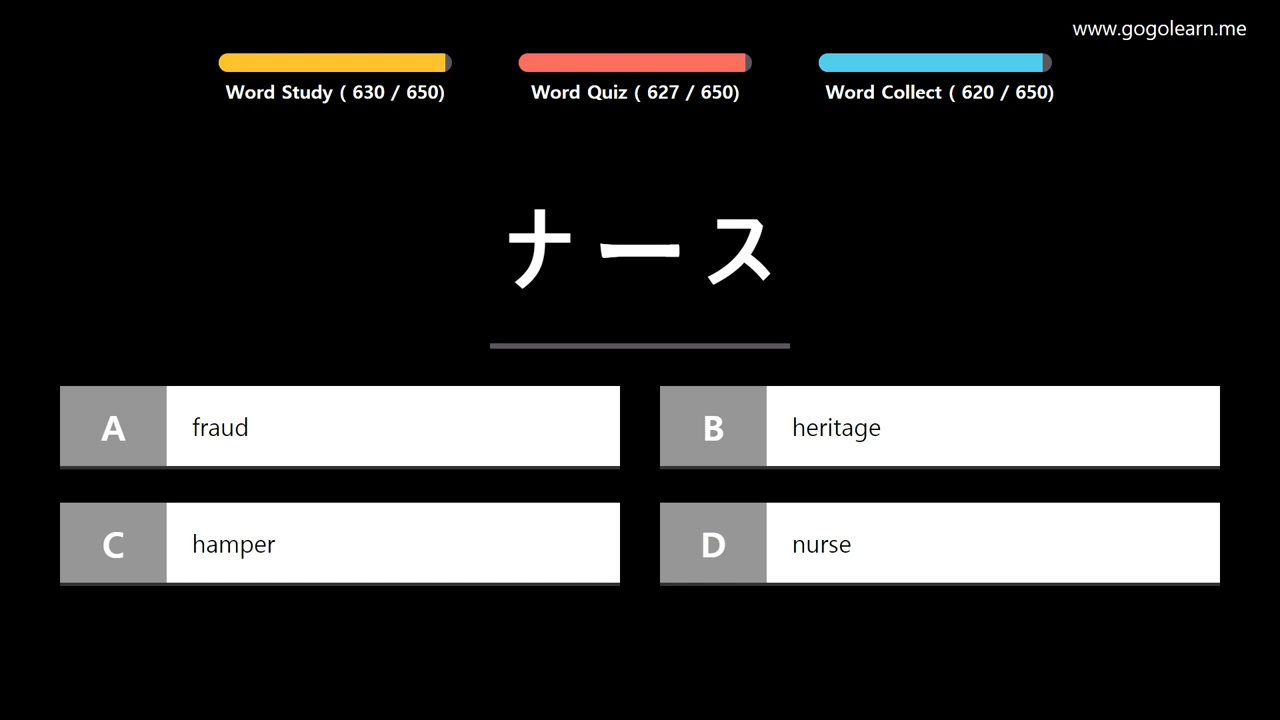 www.gogolearn.me
Word Study ( 630 / 650)
Word Quiz ( 627 / 650)
Word Collect ( 620 / 650)
ナース
A fraud
B heritage
C hamper
D nurse